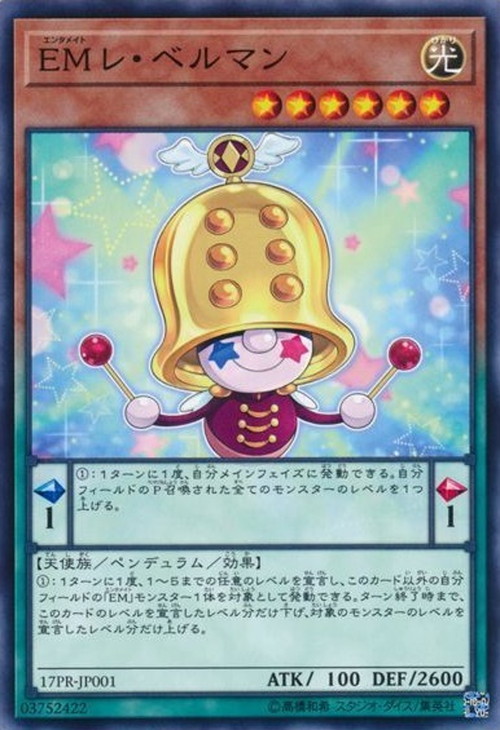 エンタメイト
EMレ・ベルマン
ひかり
光
①:1ターンに1度、自分メインフェイズに発動できる。自分
フィールドのP召喚された全てのモンスターのレベルを1つ
上げる。
1
1
【天使族/ペンデュラム/効果】
①:1ターンに1度、1~5までの任意のレベルを宣言し、このカード以外の自分
フィールドの「EM」モンスター1体を対象として発動できる。ターン終了時まで、
このカードのレベルを宣言したレベル分だけ下げ、対象のモンスターのレベルを
宣言したレベル分だけ上げる。
17PR-JP001
ATK/ 100 DEF/2600
03752422
©高橋和希 スタジオ・ダイス/集英社